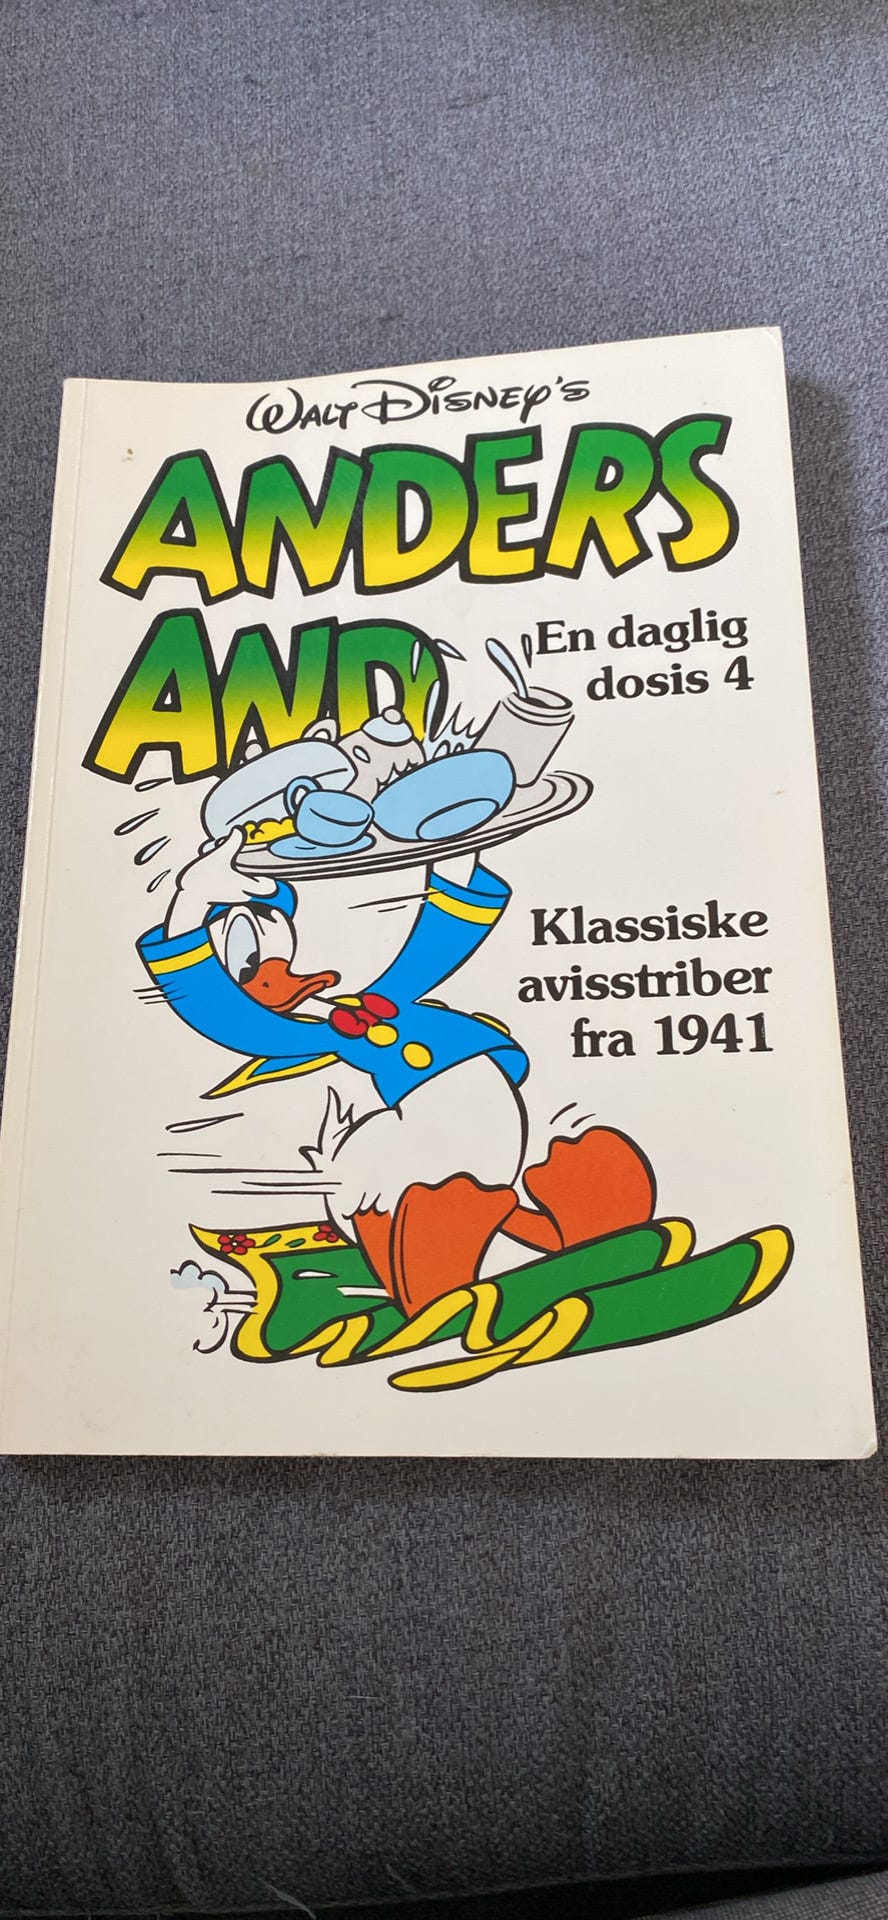 WALT DISNEY'S
ANDERS
AND
En daglig
dosis 4
Klassiske
avisstriber
fra 1941